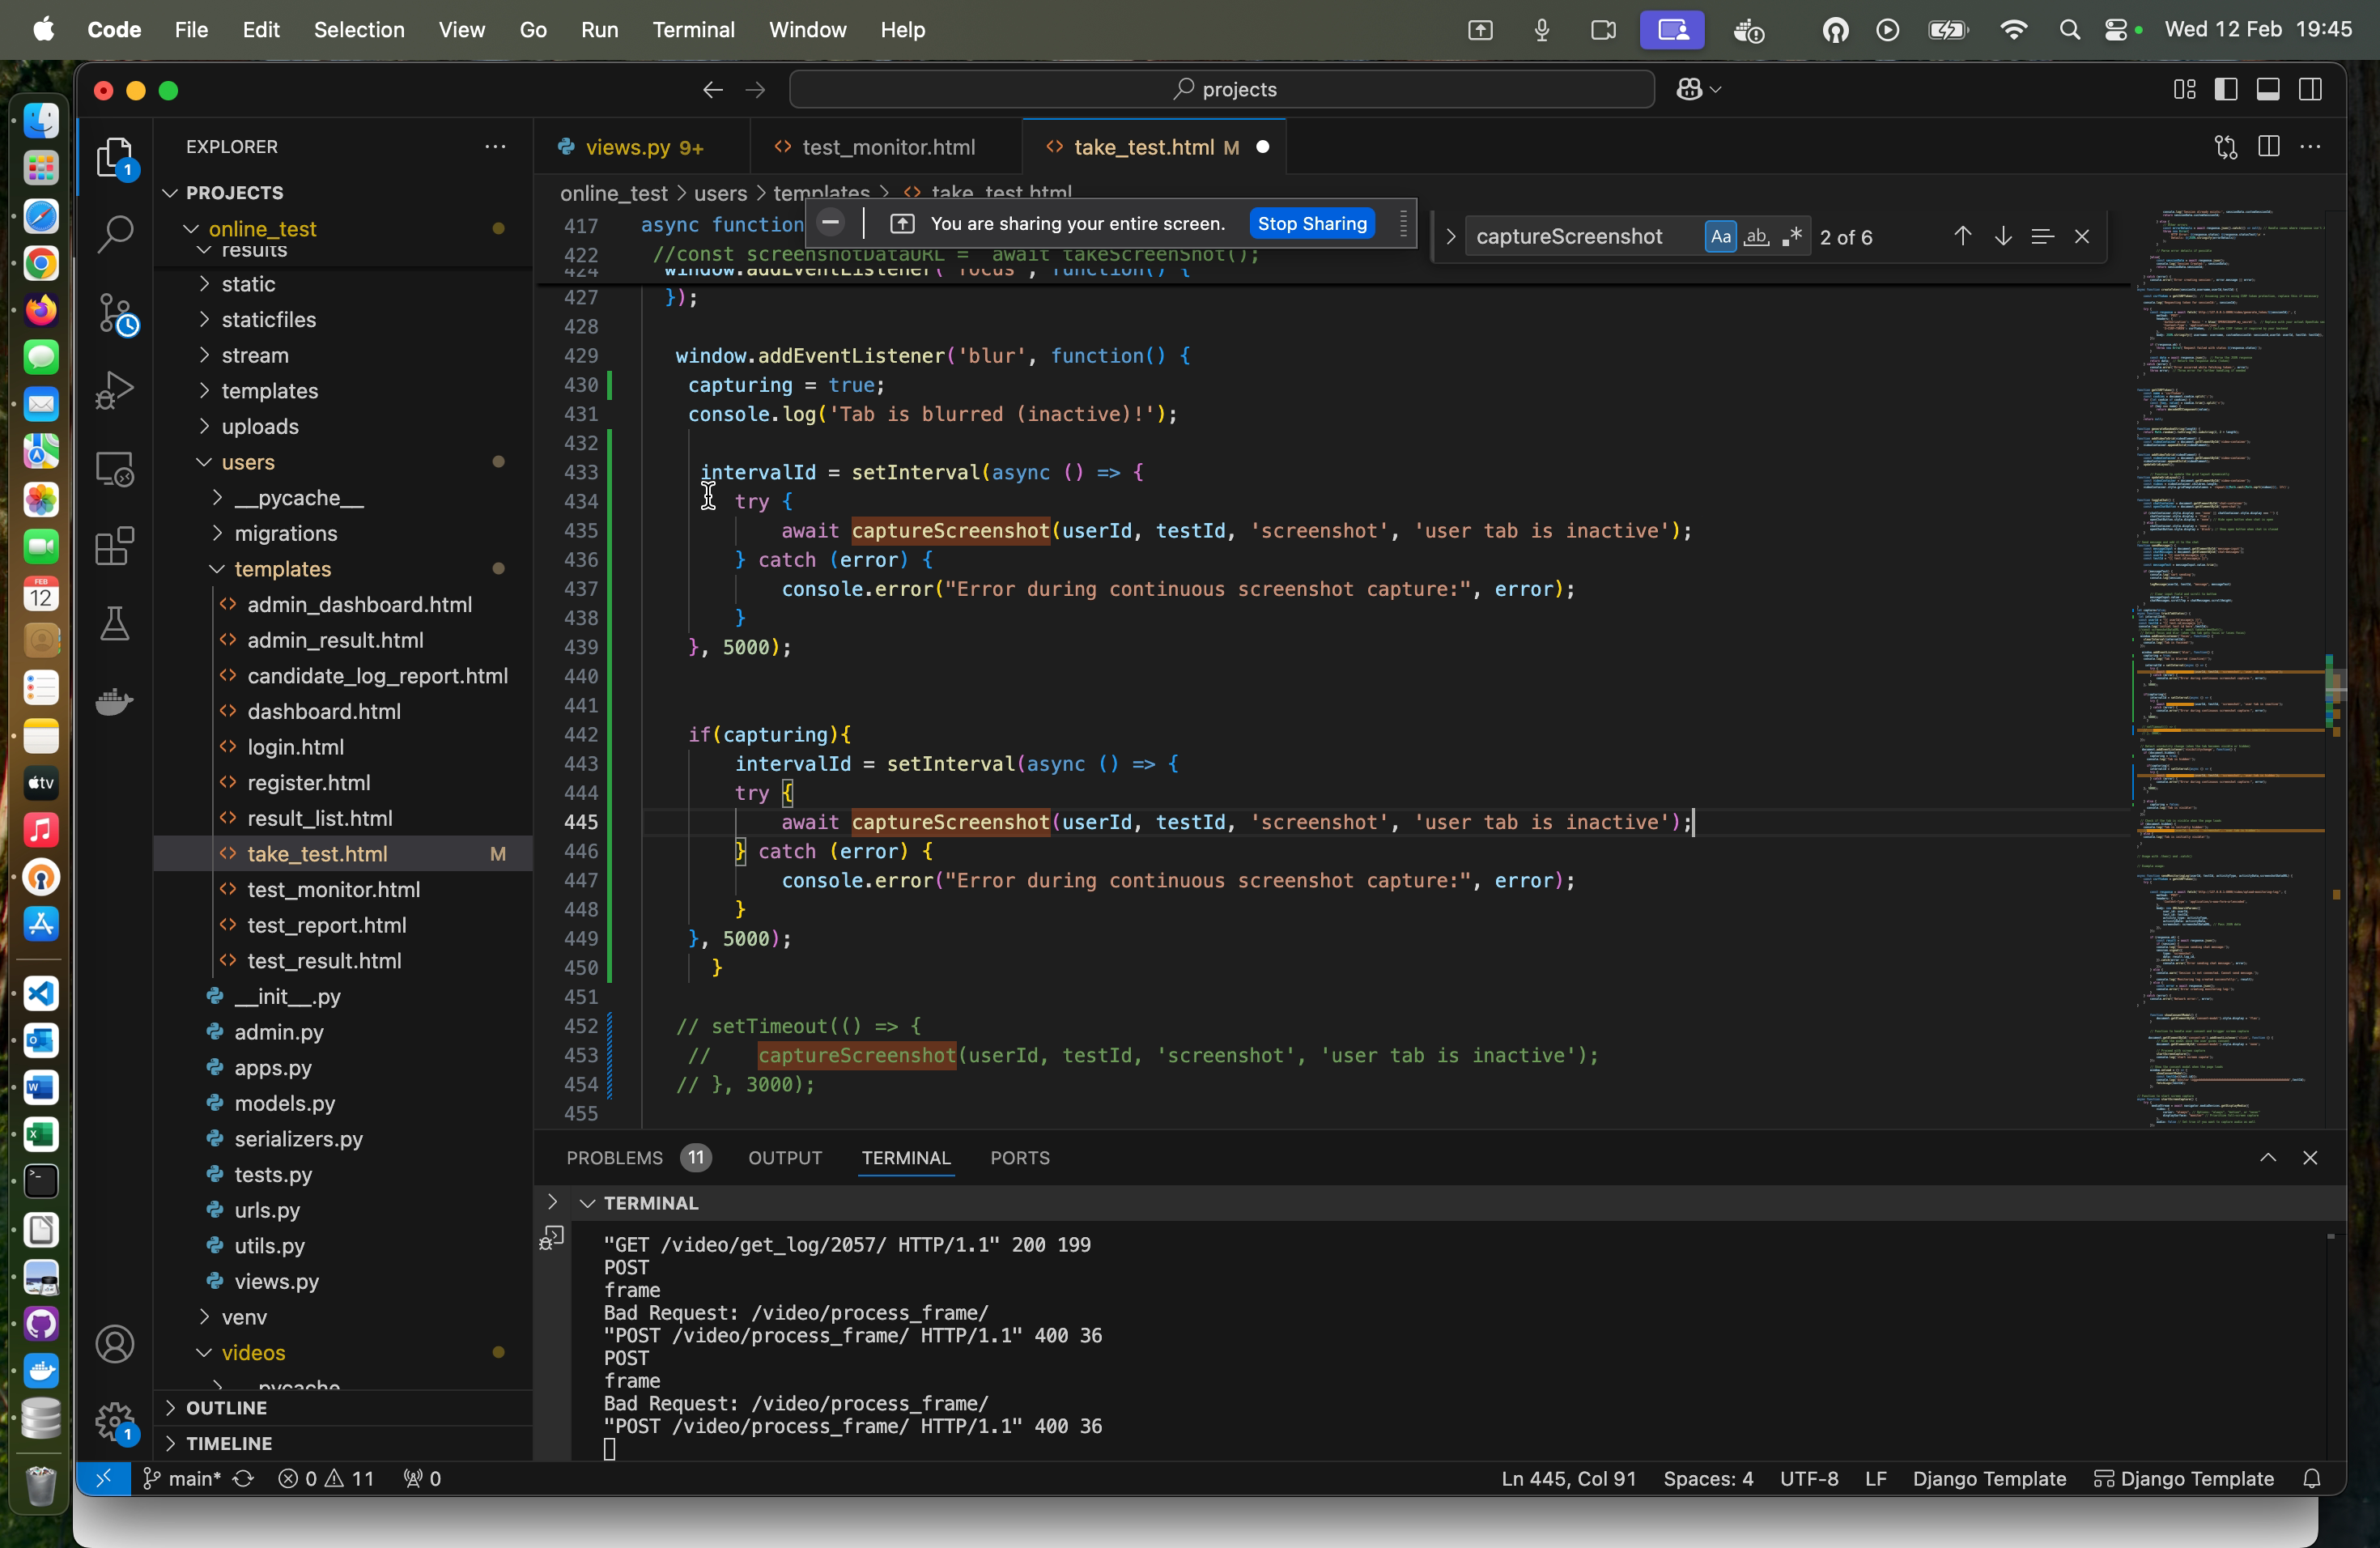 Code File Edit Selection View Go Run Terminal Window Help Wed 12 Feb 19:45
projects
EXPLORER
PROJECTS
online_test
results
static
staticfiles
stream
templates
uploads
users
__pycache__
migrations
templates
admin_dashboard.html
admin_result.html
candidate_log_report.html
dashboard.html
login.html
register.html
result_list.html
take_test.html M
test_monitor.html
test_report.html
test_result.html
__init__.py
admin.py
apps.py
models.py
serializers.py
tests.py
urls.py
utils.py
views.py
venv
videos
__pycache__
OUTLINE
TIMELINE
views.py 9+ test_monitor.html take_test.html M
online_test > users > templates > take_test.html
You are sharing your entire screen. Stop Sharing
captureScreenshot Aa ab 2 of 6
417 async function
422 //const screenshotDataURL = await takeScreenShot();
424 window.addEventListener('focus', function() {
427 });
428
429 window.addEventListener('blur', function() {
430 capturing = true;
431 console.log('Tab is blurred (inactive)!');
432
433 intervalId = setInterval(async () => {
434 try {
435 await captureScreenshot(userId, testId, 'screenshot', 'user tab is inactive');
436 } catch (error) {
437 console.error("Error during continuous screenshot capture:", error);
438 }
439 }, 5000);
440
441
442 if(capturing){
443 intervalId = setInterval(async () => {
444 try {
445 await captureScreenshot(userId, testId, 'screenshot', 'user tab is inactive');
446 } catch (error) {
447 console.error("Error during continuous screenshot capture:", error);
448 }
449 }, 5000);
450 }
451
452 // setTimeout(() => {
453 // captureScreenshot(userId, testId, 'screenshot', 'user tab is inactive');
454 // }, 3000);
455
PROBLEMS 11 OUTPUT TERMINAL PORTS
TERMINAL
"GET /video/get_log/2057/ HTTP/1.1" 200 199
POST
frame
Bad Request: /video/process_frame/
"POST /video/process_frame/ HTTP/1.1" 400 36
POST
frame
Bad Request: /video/process_frame/
"POST /video/process_frame/ HTTP/1.1" 400 36
main* 0 11 0 Ln 445, Col 91 Spaces: 4 UTF-8 LF Django Template Django Template
1
1
FEB
12
tv